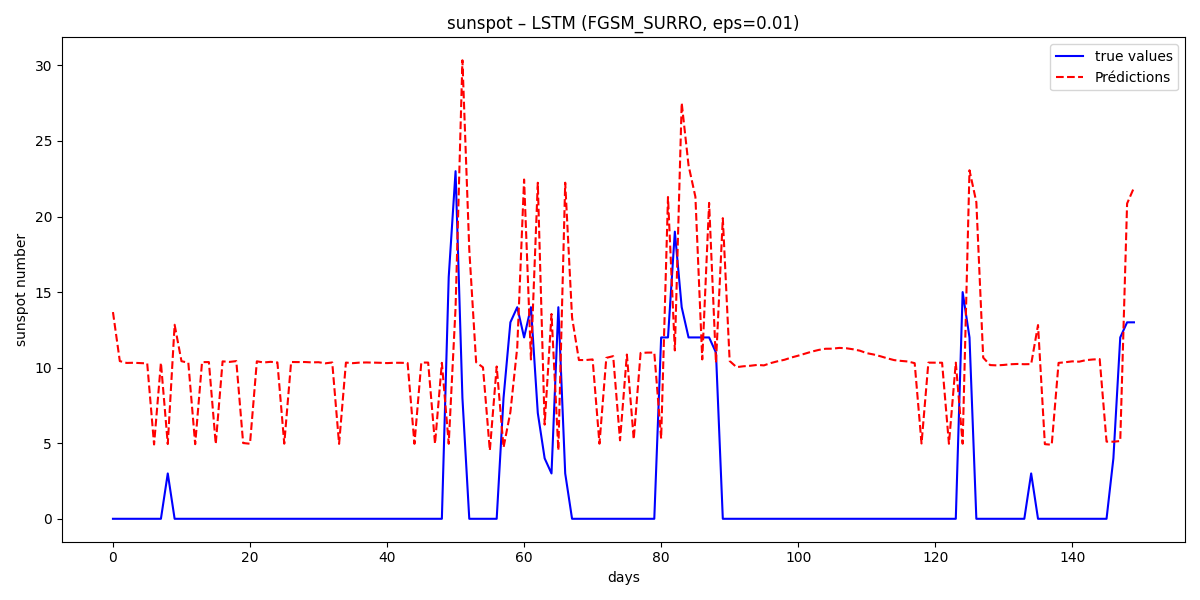 sunspot – LSTM (FGSM_SURRO, eps=0.01)
true values
Prédictions
30
25
20
15
10
5
0
sunspot number
0 20 40 60 80 100 120 140
days